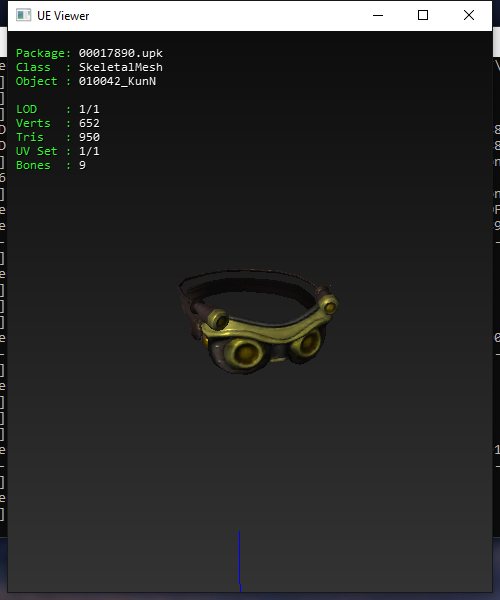 UE Viewer
Package: 00017890.upk
Class : SkeletalMesh
Object : 010042_KunN
LOD : 1/1
Verts : 652
Tris : 950
UV Set : 1/1
Bones : 9